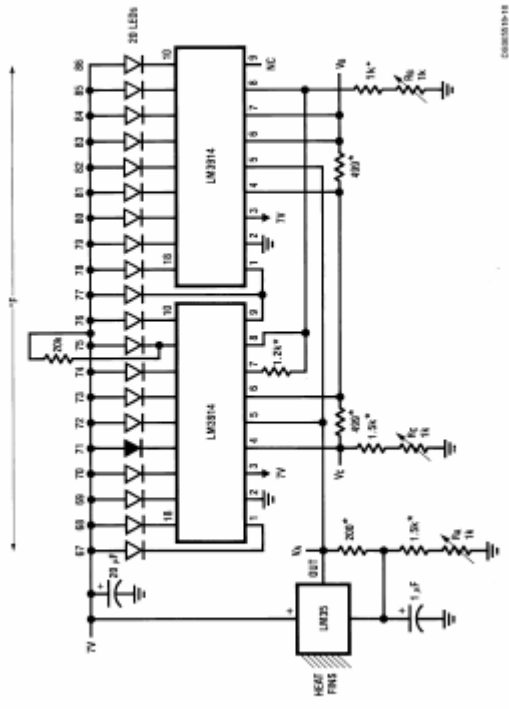 °F
20 LEDs
67 68 69 70 71 72 73 74 75 76 77 78 79 80 81 82 83 84 85 86
20k
7V
20 µF
18
10
LM3914
1 2 3 4 5 6 7 8 9
18
10
LM3914
1 2 3 4 5 6 7 8 9
NC
7V
7V
1.2k*
499*
499*
VC
VB
1.5k*
RC
1k
1k*
RB
1k
VA
OUT
LM35
HEAT
FINS
200*
1 µF
1.5k*
RA
1k